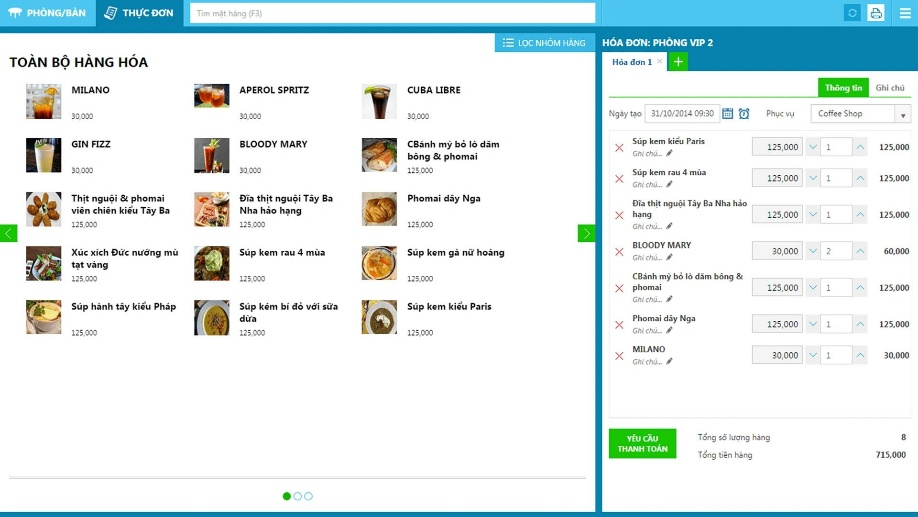 PHÒNG/BÀN
THỰC ĐƠN
Tìm mặt hàng (F3)
LỌC NHÓM HÀNG
TOÀN BỘ HÀNG HÓA
MILANO
30,000
APEROL SPRITZ
30,000
CUBA LIBRE
30,000
GIN FIZZ
30,000
BLOODY MARY
30,000
CBánh mỳ bỏ lò dăm
bông & phomai
125,000
Thịt nguội & phomai
viên chiên kiểu Tây Ba
125,000
Đĩa thịt nguội Tây Ba
Nha hảo hạng
125,000
Phomai dây Nga
125,000
Xúc xích Đức nướng mù
tạt vàng
125,000
Súp kem rau 4 mùa
125,000
Súp kem gà nữ hoàng
125,000
Súp hành tây kiểu Pháp
125,000
Súp kém bí đỏ với sữa
dừa
125,000
Súp kem kiểu Paris
125,000
HÓA ĐƠN: PHÒNG VIP 2
Hóa đơn 1
Thông tin
Ghi chú
Ngày tạo
31/10/2014 09:30
Phục vụ
Coffee Shop
Súp kem kiểu Paris
Ghi chú...
125,000
1
125,000
Súp kem rau 4 mùa
Ghi chú...
125,000
1
125,000
Đĩa thịt nguội Tây Ba Nha hảo
hạng
Ghi chú...
125,000
1
125,000
BLOODY MARY
Ghi chú...
30,000
2
60,000
CBánh mỳ bỏ lò dăm bông &
phomai
Ghi chú...
125,000
1
125,000
Phomai dây Nga
Ghi chú...
125,000
1
125,000
MILANO
Ghi chú...
30,000
1
30,000
YÊU CẦU
THANH TOÁN
Tổng số lượng hàng
8
Tổng tiền hàng
715,000